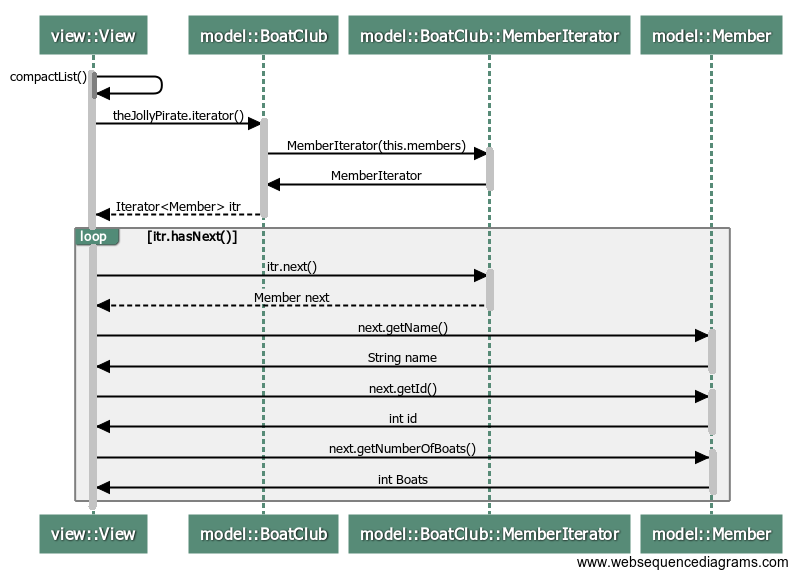 view::View model::BoatClub model::BoatClub::MemberIterator model::Member
compactList()
theJollyPirate.iterator()
MemberIterator(this.members)
MemberIterator
Iterator<Member> itr
loop [itr.hasNext()]
itr.next()
Member next
next.getName()
String name
next.getId()
int id
next.getNumberOfBoats()
int Boats
view::View model::BoatClub model::BoatClub::MemberIterator model::Member
www.websequencediagrams.com